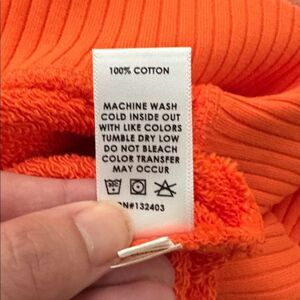 100% COTTON
MACHINE WASH
COLD INSIDE OUT
WITH LIKE COLORS
TUMBLE DRY LOW
DO NOT BLEACH
COLOR TRANSFER
MAY OCCUR
N#132403